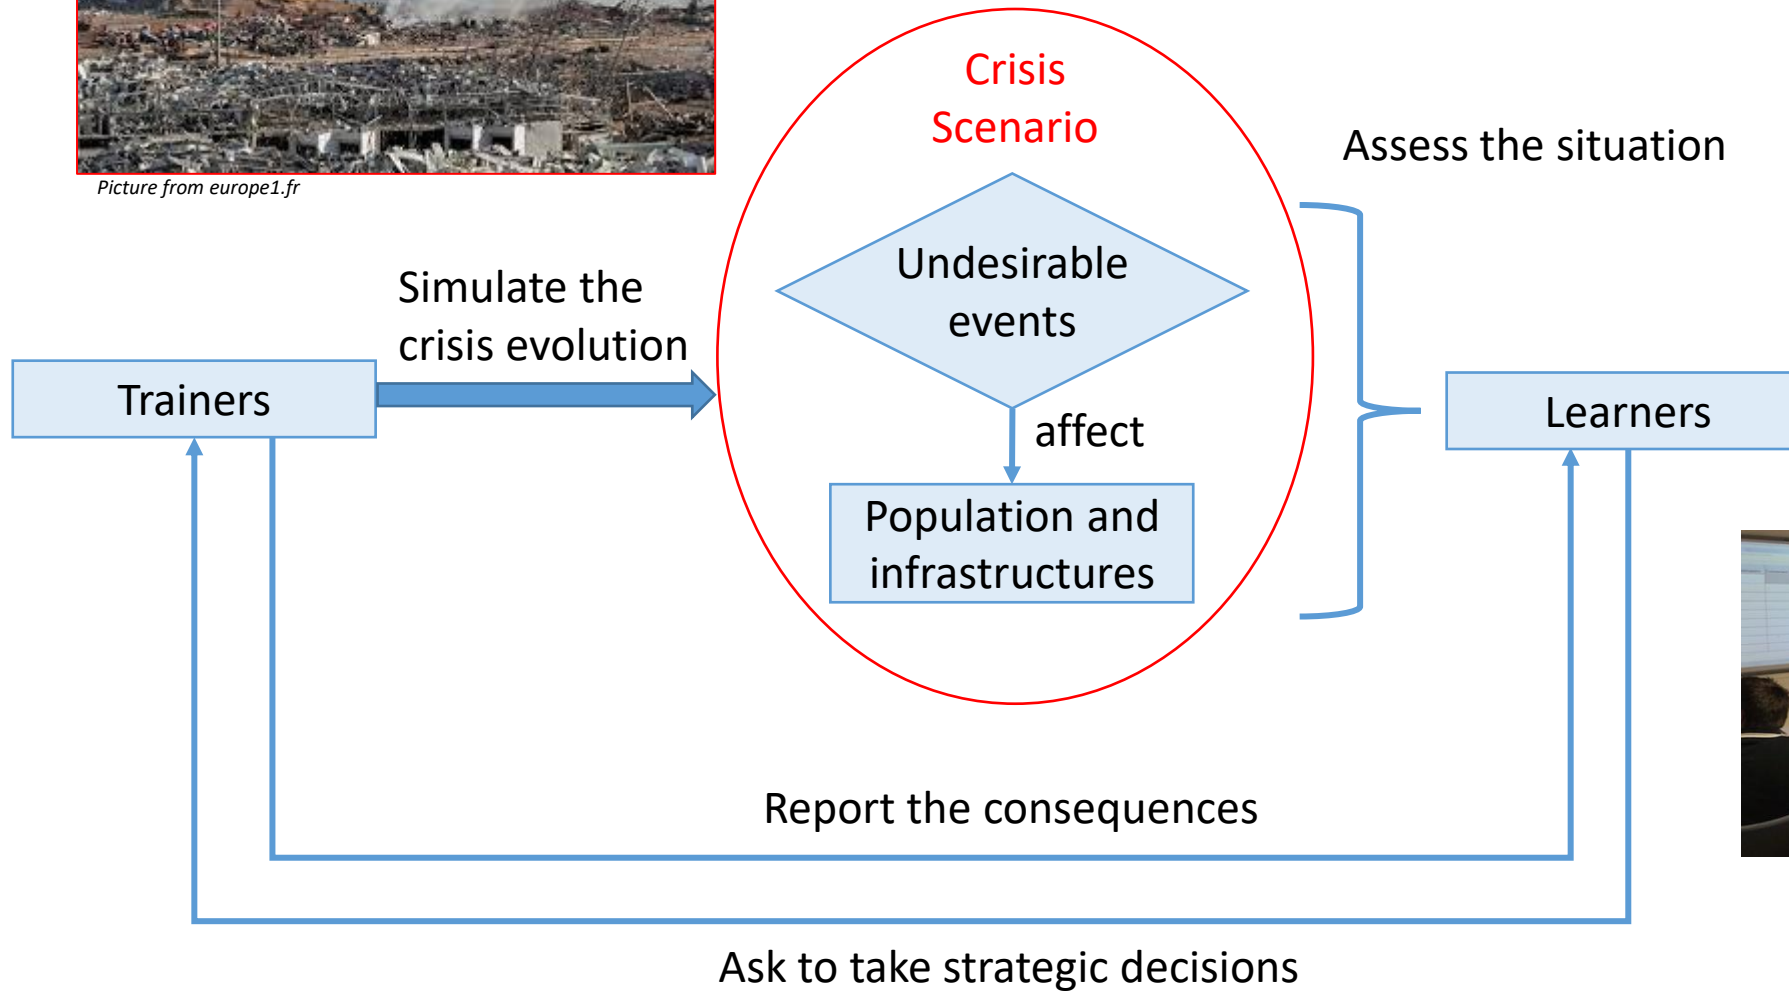 Picture from europe1.fr
Crisis
Scenario
Assess the situation
Undesirable
events
Simulate the
crisis evolution
Trainers
affect
Learners
Population and
infrastructures
Report the consequences
Ask to take strategic decisions